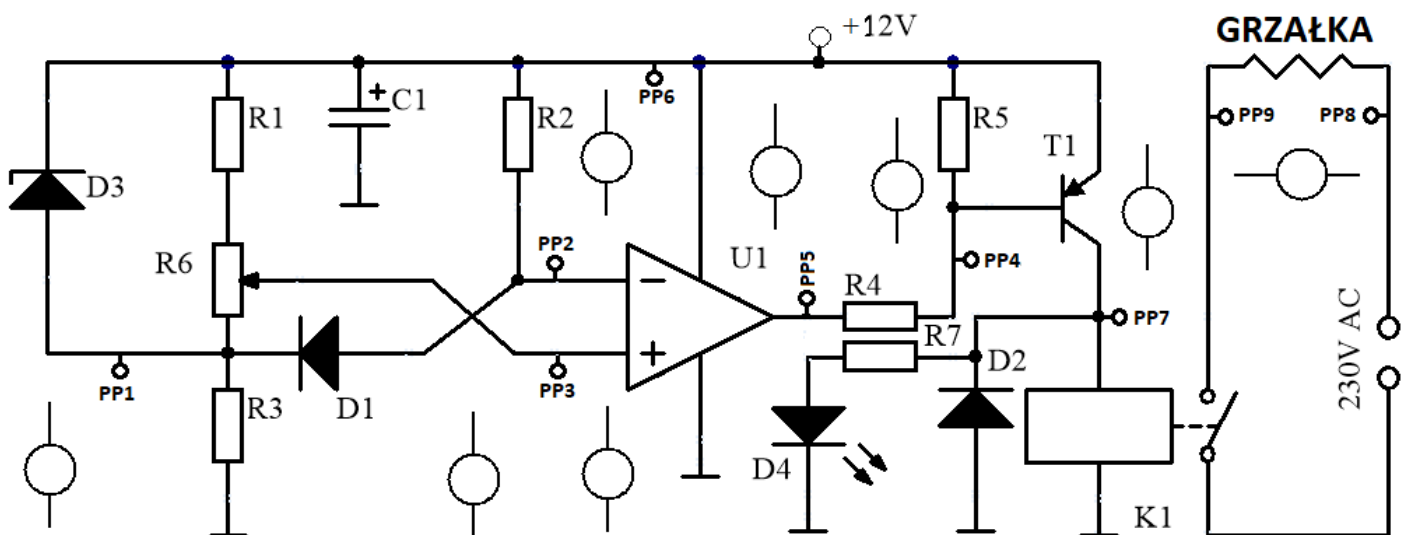 +12V
GRZAŁKA
R1
C1
R2
PP6
R5
T1
PP9
PP8
D3
R6
PP2
U1
PP5
R4
PP4
R7
PP7
PP1
R3
D1
PP3
D2
D4
K1
230V AC